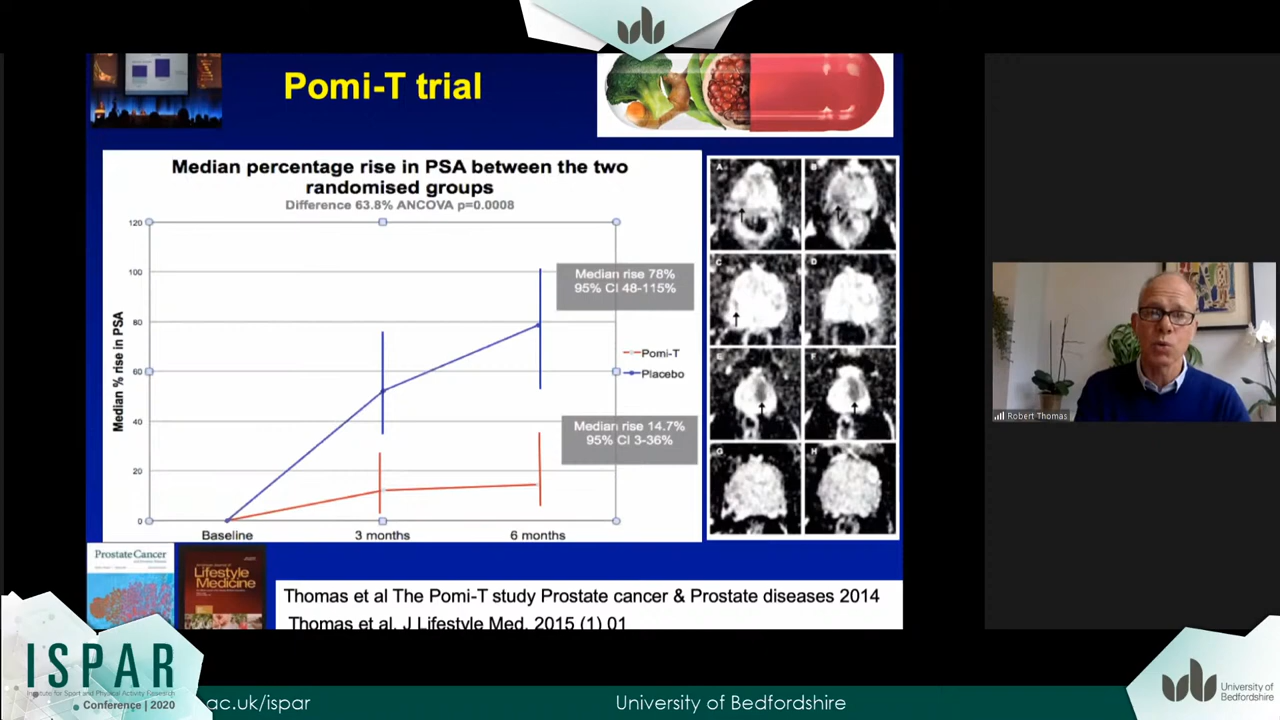 Pomi-T trial
Median percentage rise in PSA between the two
randomised groups
Difference 63.8% ANCOVA p=0.0008
120
100
80
60
40
20
0
Median % rise in PSA
Baseline
3 months
6 months
Median rise 78%
95% CI 48-115%
Pomi-T
Placebo
Median rise 14.7%
95% CI 3-36%
A
B
C
D
E
F
G
H
Prostate Cancer
Lifestyle
Medicine
Thomas et al The Pomi-T study Prostate cancer & Prostate diseases 2014
Thomas et al. J Lifestyle Med. 2015 (1) 01
Robert Thomas
ISPAR
Institute for Sport and Physical Activity Research
Conference | 2020
ac.uk/ispar
University of Bedfordshire
University of
Bedfordshire